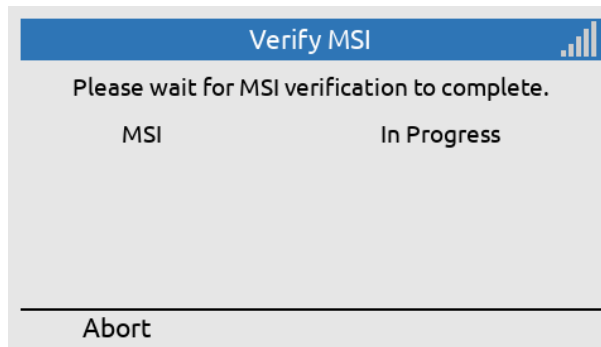 Verify MSI
Please wait for MSI verification to complete.
MSI In Progress
Abort